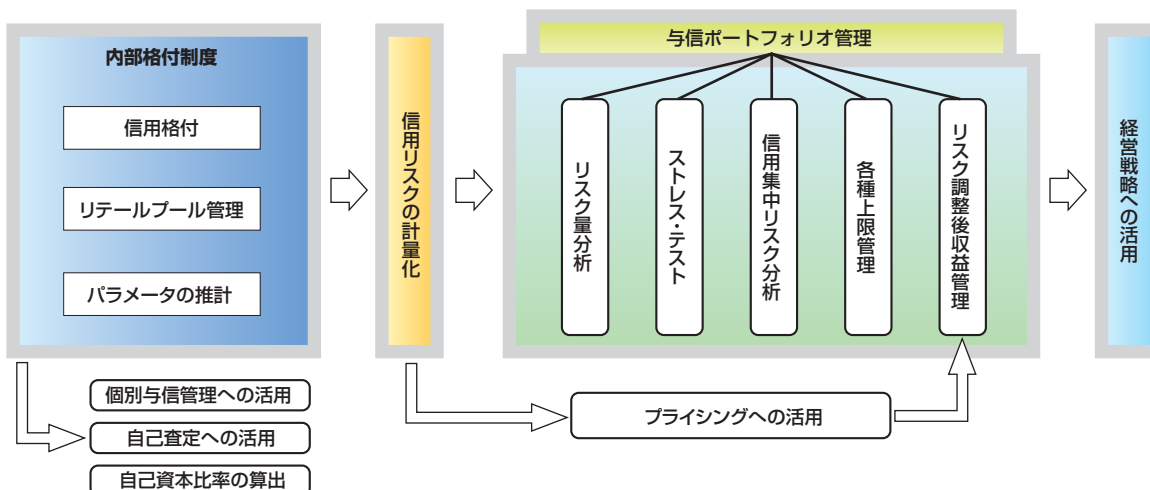 内部格付制度
信用格付
リテールプール管理
パラメータの推計
個別与信管理への活用
自己査定への活用
自己資本比率の算出
信用リスクの計量化
与信ポートフォリオ管理
リスク量分析
ストレス・テスト
信用集中リスク分析
各種上限管理
リスク調整後収益管理
プライシングへの活用
経営戦略への活用